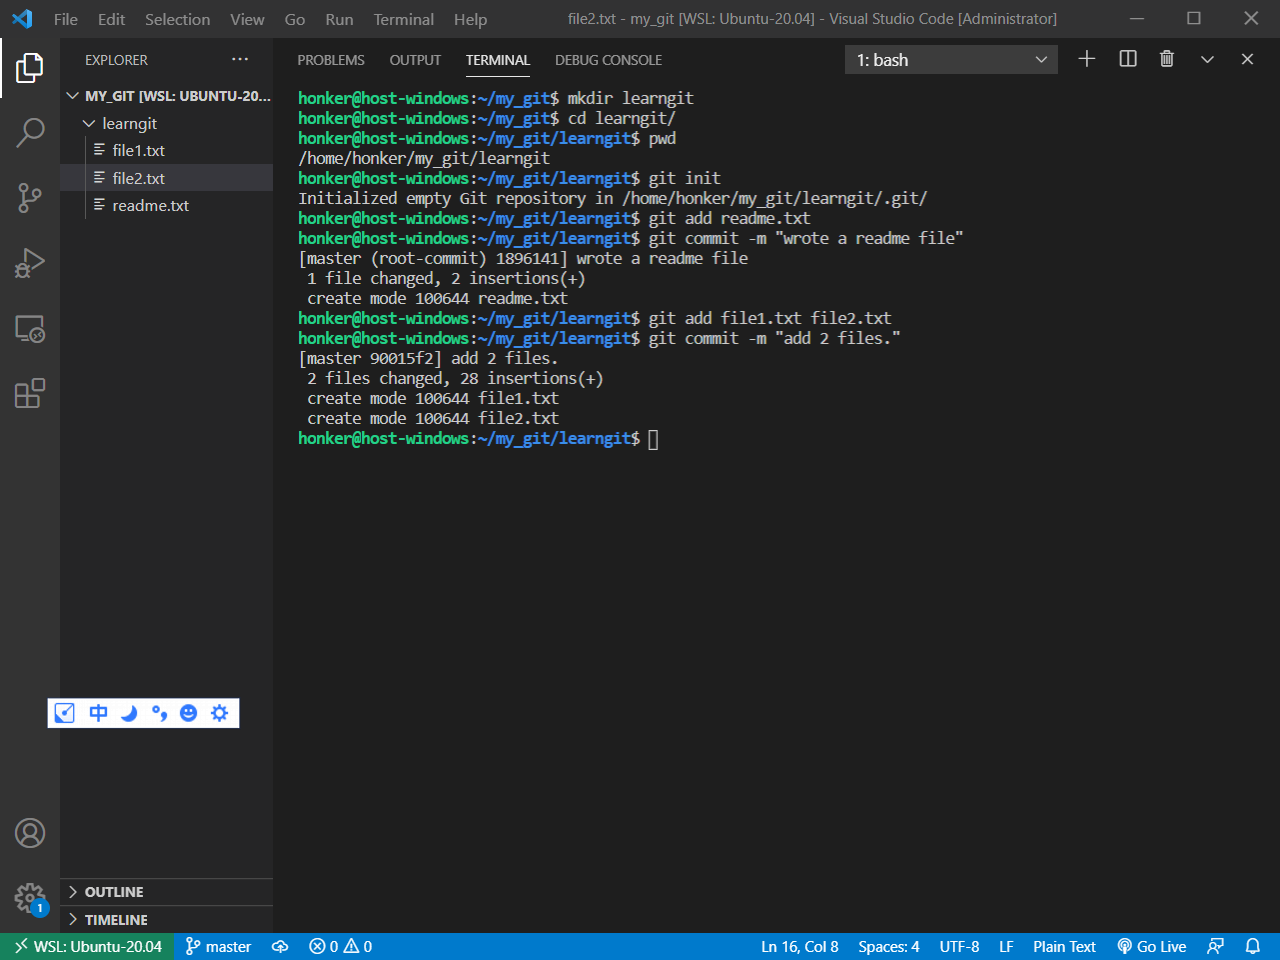 File Edit Selection View Go Run Terminal Help file2.txt - my_git [WSL: Ubuntu-20.04] - Visual Studio Code [Administrator]
EXPLORER ···
PROBLEMS OUTPUT TERMINAL DEBUG CONSOLE 1: bash
MY_GIT [WSL: UBUNTU-20...
learngit
file1.txt
file2.txt
readme.txt
honker@host-windows:~/my_git$ mkdir learngit
honker@host-windows:~/my_git$ cd learngit/
honker@host-windows:~/my_git/learngit$ pwd
/home/honker/my_git/learngit
honker@host-windows:~/my_git/learngit$ git init
Initialized empty Git repository in /home/honker/my_git/learngit/.git/
honker@host-windows:~/my_git/learngit$ git add readme.txt
honker@host-windows:~/my_git/learngit$ git commit -m "wrote a readme file"
[master (root-commit) 1896141] wrote a readme file
1 file changed, 2 insertions(+)
create mode 100644 readme.txt
honker@host-windows:~/my_git/learngit$ git add file1.txt file2.txt
honker@host-windows:~/my_git/learngit$ git commit -m "add 2 files."
[master 90015f2] add 2 files.
2 files changed, 28 insertions(+)
create mode 100644 file1.txt
create mode 100644 file2.txt
honker@host-windows:~/my_git/learngit$
中
OUTLINE
1
TIMELINE
WSL: Ubuntu-20.04 master 0 0 Ln 16, Col 8 Spaces: 4 UTF-8 LF Plain Text Go Live